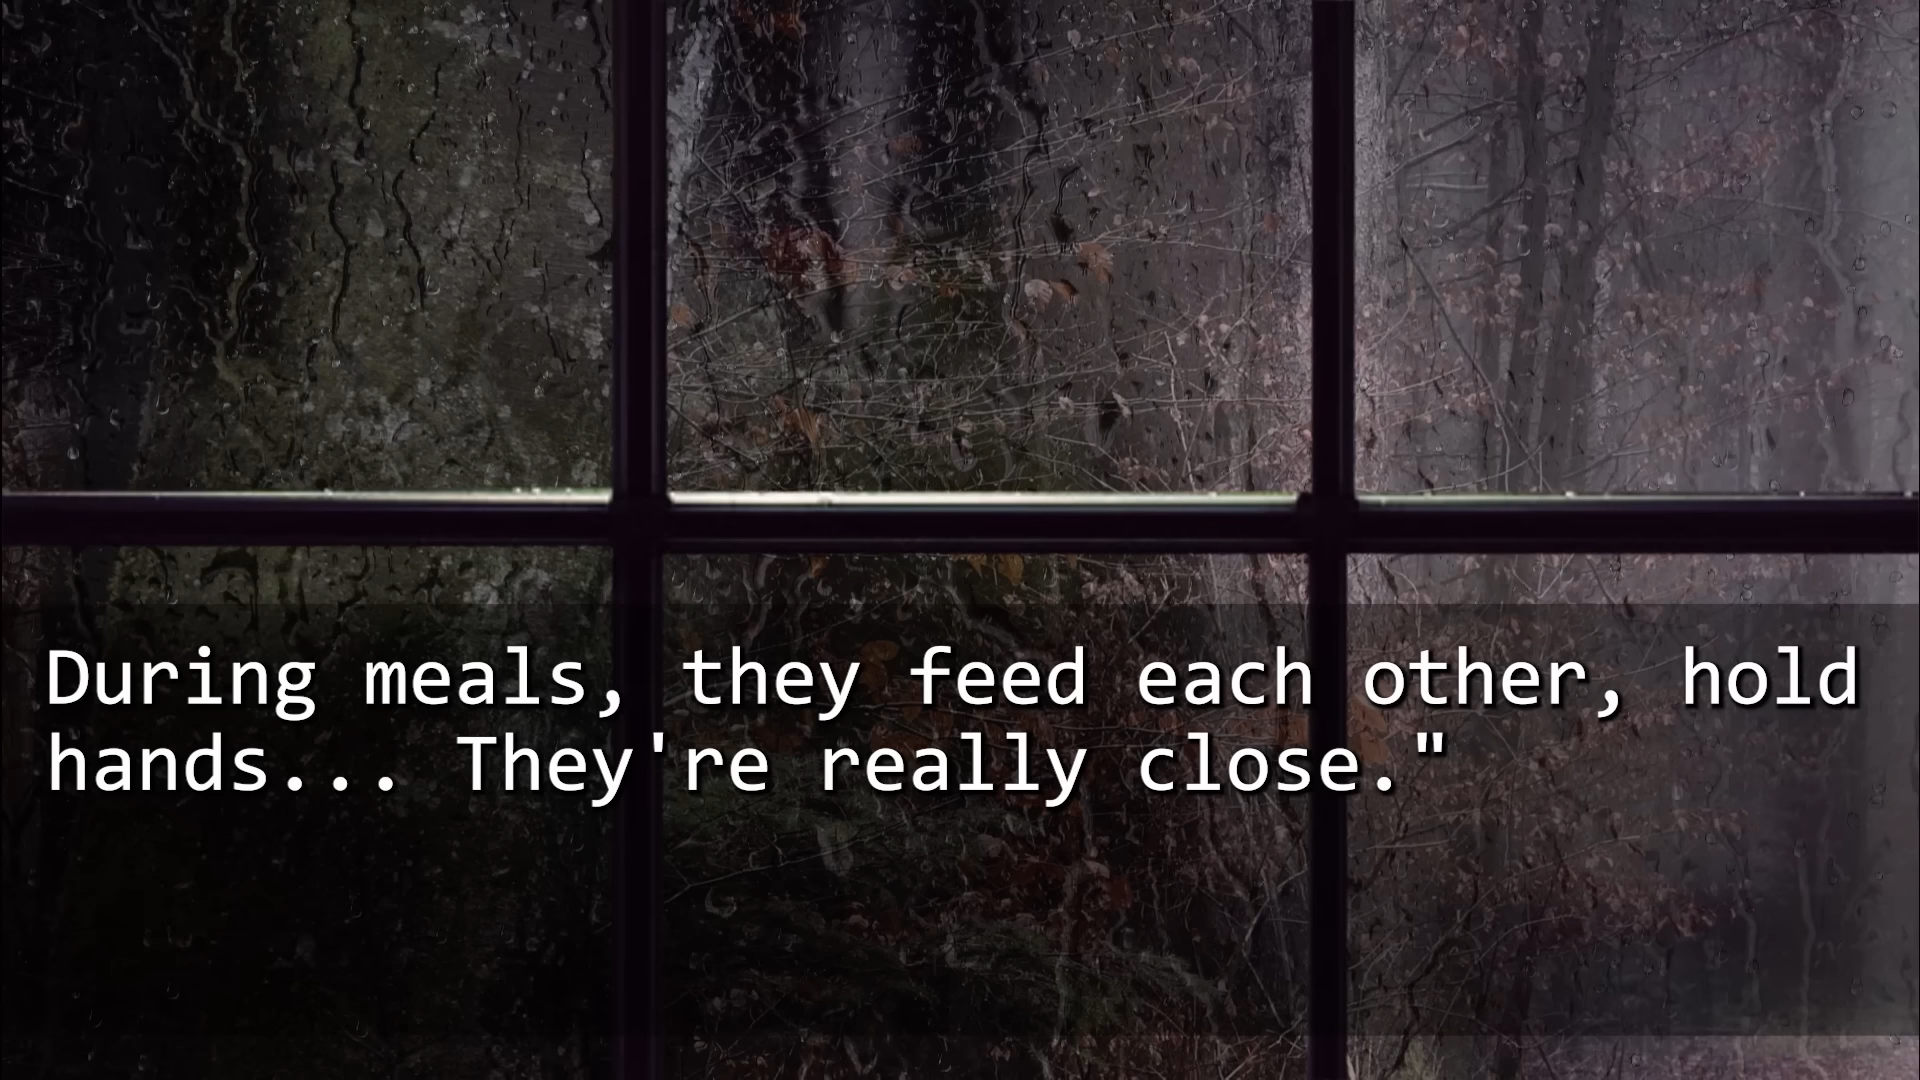 During meals, they feed each other, hold
hands... They're really close."